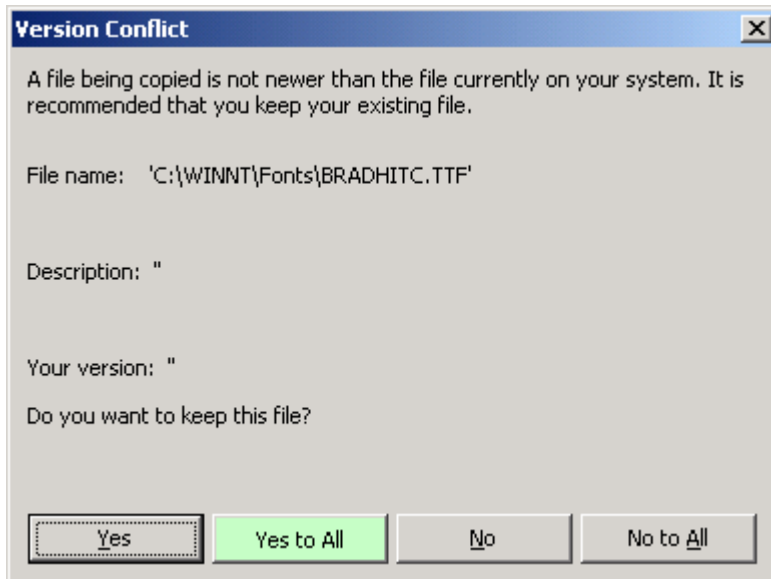 Version Conflict
A file being copied is not newer than the file currently on your system. It is
recommended that you keep your existing file.
File name: 'C:\WINNT\Fonts\BRADHITC.TTF'
Description: ''
Your version: ''
Do you want to keep this file?
Yes
Yes to All
No
No to All